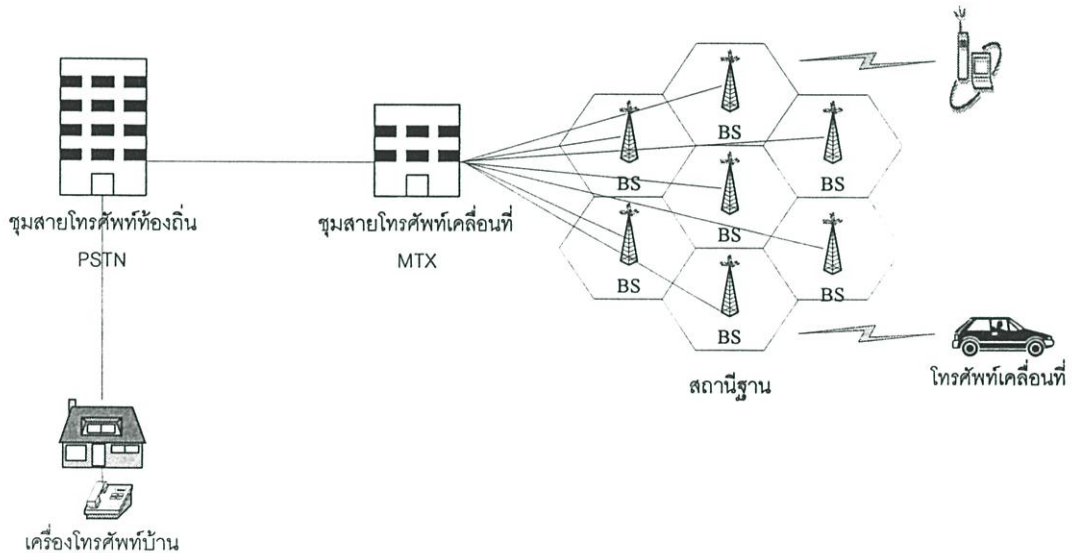 BS
BS
BS
BS
BS
BS
BS
ชุมสายโทรศัพท์ท้องถิ่น
PSTN
ชุมสายโทรศัพท์เคลื่อนที่
MTX
สถานีฐาน
โทรศัพท์เคลื่อนที่
เครื่องโทรศัพท์บ้าน